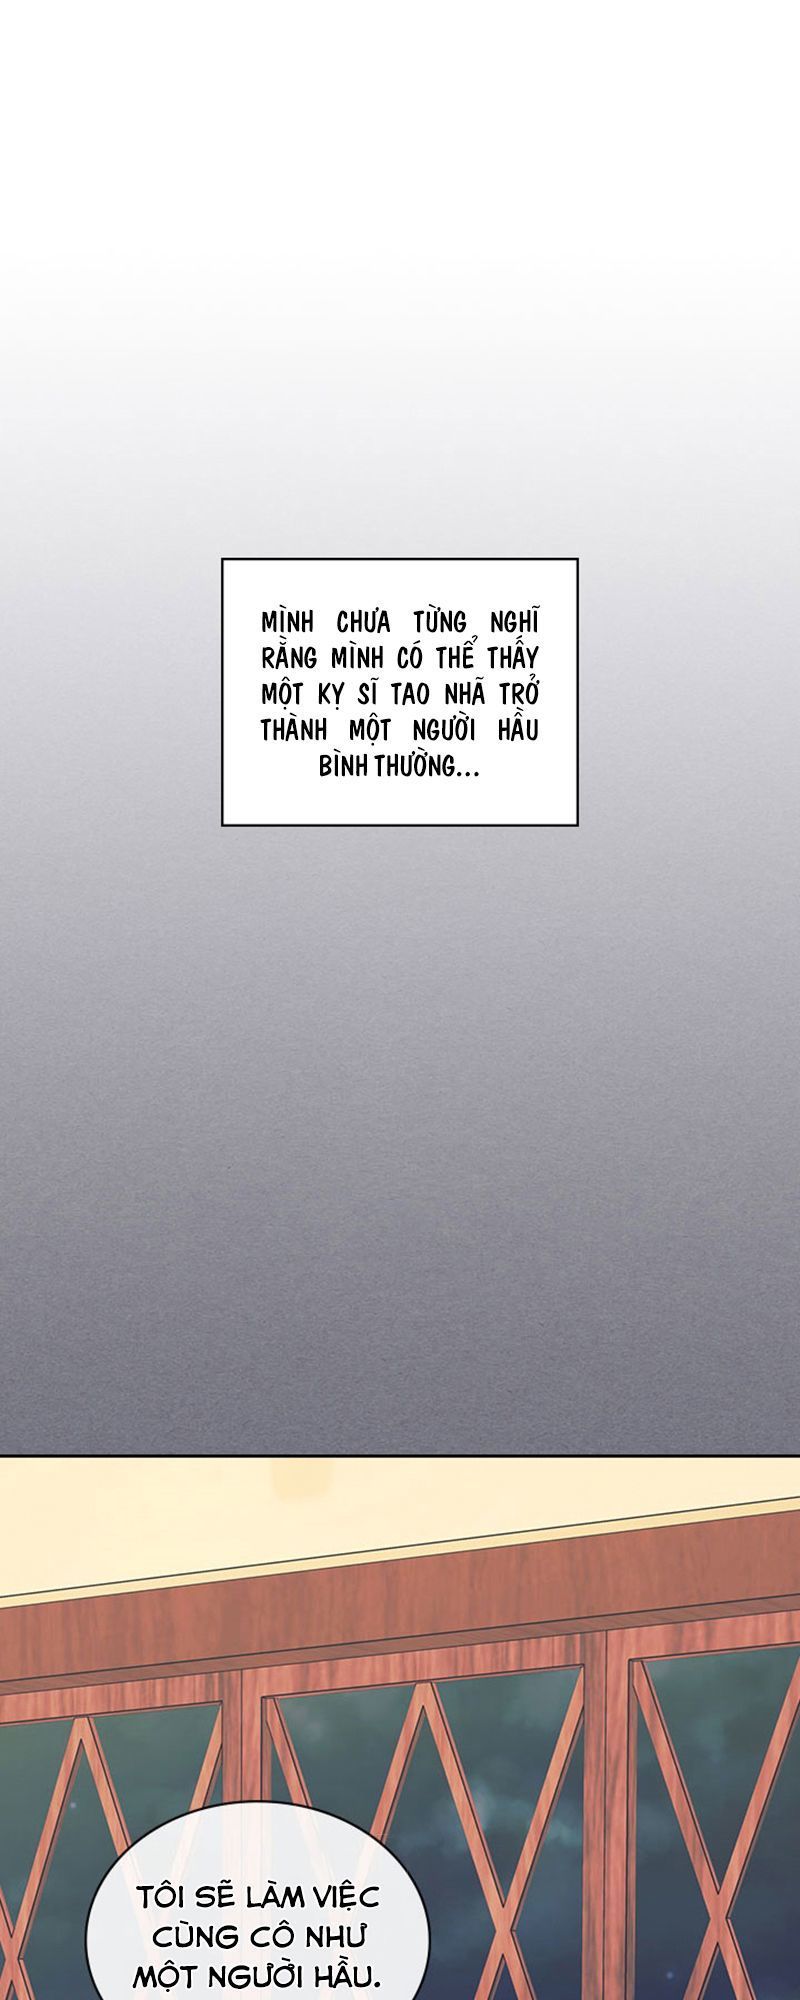 MÌNH CHƯA TỪNG NGHĨ
RẰNG MÌNH CÓ THỂ THẤY
MỘT KỴ SĨ TAO NHÃ TRỞ
THÀNH MỘT NGƯỜI HẦU
BÌNH THƯỜNG...
TÔI SẼ LÀM VIỆC
CÙNG CÔ NHƯ
MỘT NGƯỜI HẦU.